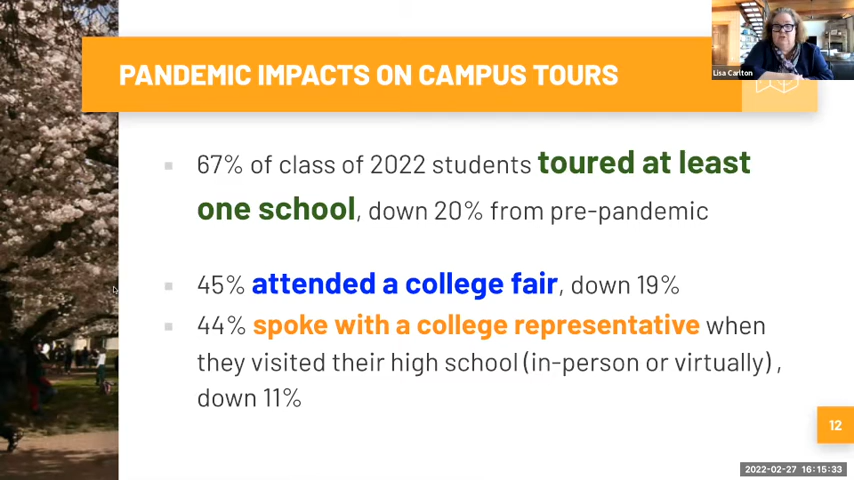 Lisa Carlton
PANDEMIC IMPACTS ON CAMPUS TOURS
67% of class of 2022 students toured at least
one school, down 20% from pre-pandemic
45% attended a college fair, down 19%
44% spoke with a college representative when
they visited their high school (in-person or virtually) ,
down 11%
12
2022-02-27 16:15:33